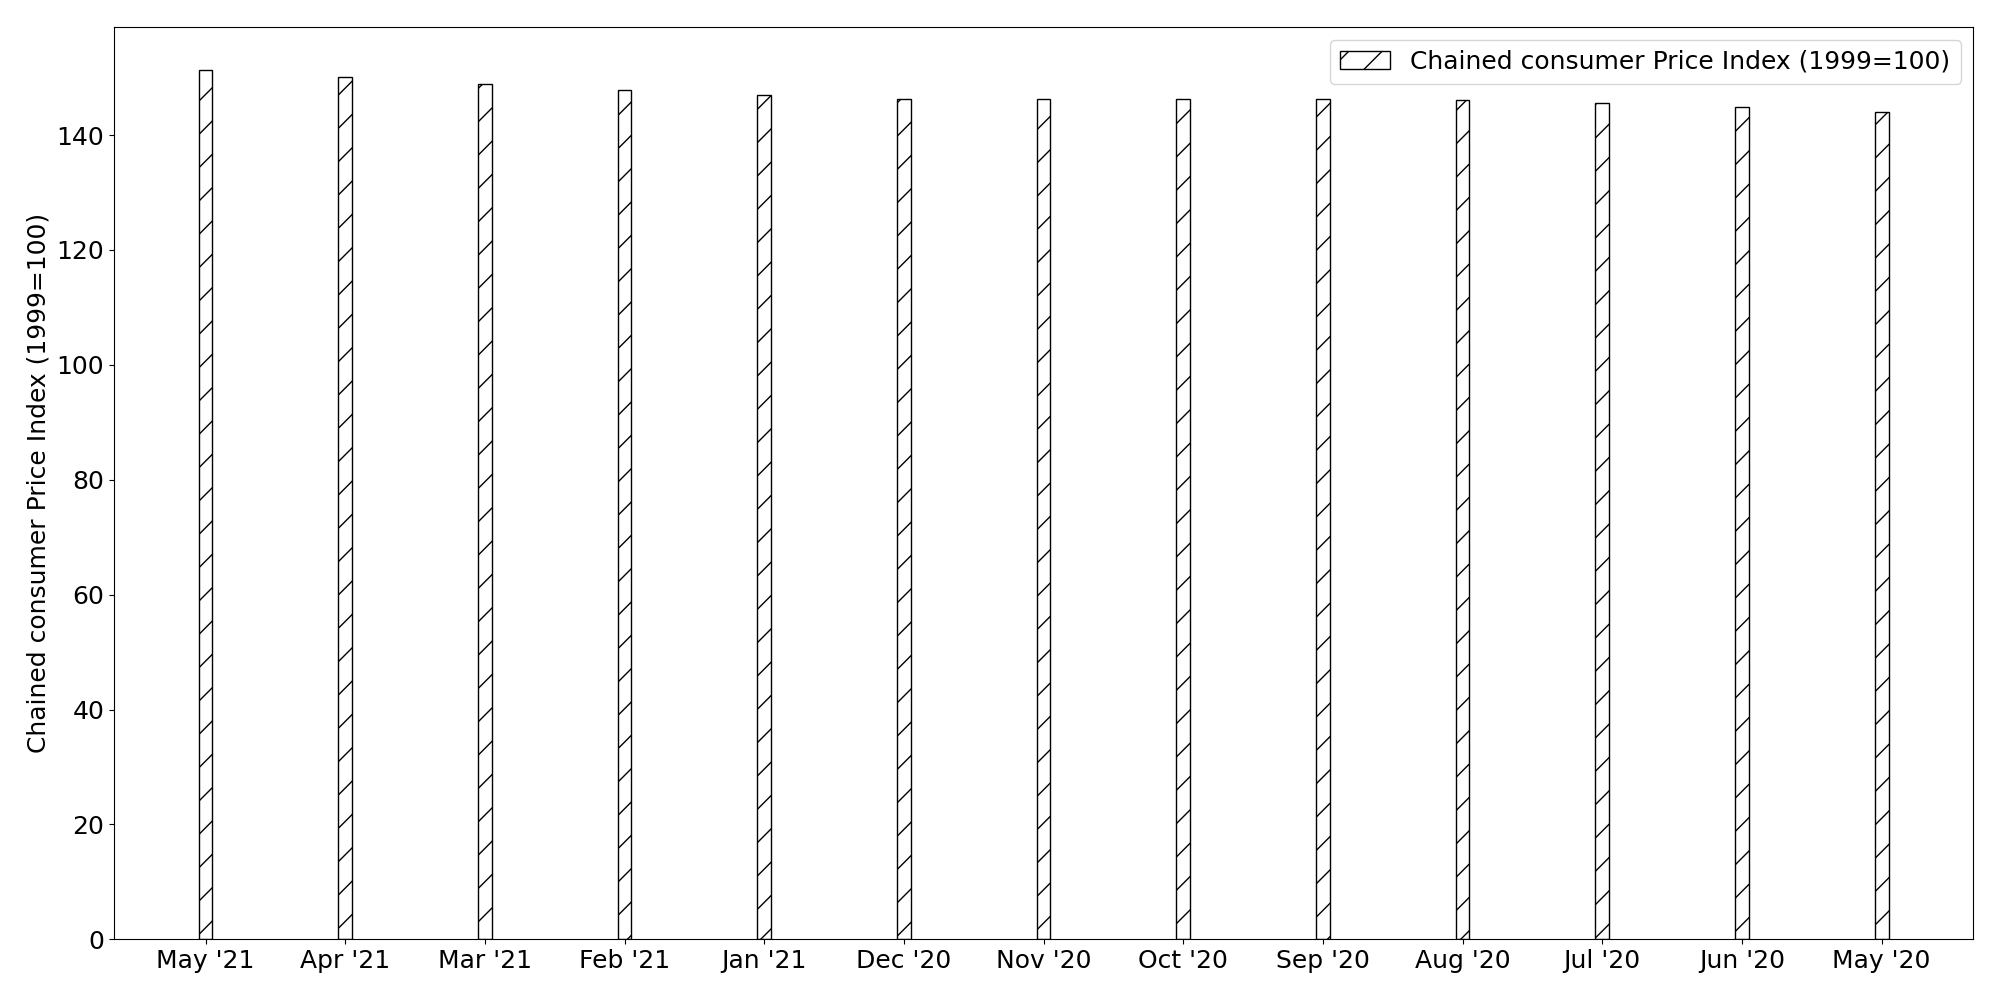 Chained consumer Price Index (1999=100)
Chained consumer Price Index (1999=100)
140
120
100
80
60
40
20
0
May '21 Apr '21 Mar '21 Feb '21 Jan '21 Dec '20 Nov '20 Oct '20 Sep '20 Aug '20 Jul '20 Jun '20 May '20